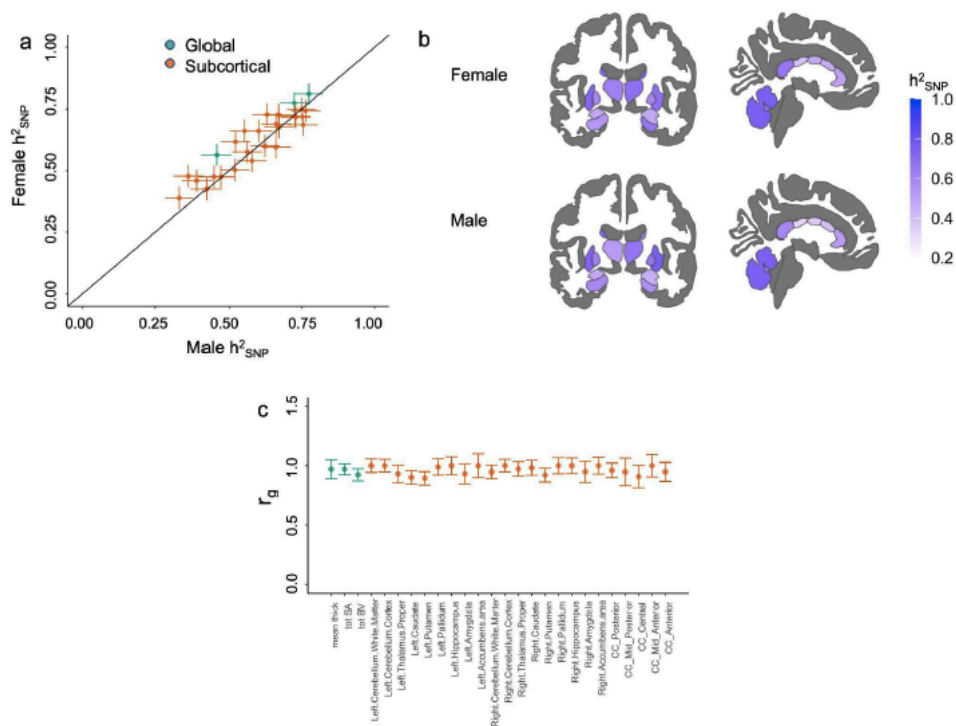 a
Global
Subcortical
1.00
0.75
0.50
0.25
0.00
Female h²SNP
0.00 0.25 0.50 0.75 1.00
Male h²SNP
b
Female
Male
h²SNP
1.0
0.8
0.6
0.4
0.2
c
1.5
1.0
0.5
0.0
rg
mean thick
tot SA
tot BV
Left.Cerebellum.White.Matter
Left.Cerebellum.Cortex
Left.Thalamus.Proper
Left.Caudate
Left.Putamen
Left.Pallidum
Left.Hippocampus
Left.Amygdala
Left.Accumbens.area
Right.Cerebellum.White.Matter
Right.Cerebellum.Cortex
Right.Thalamus.Proper
Right.Caudate
Right.Putamen
Right.Pallidum
Right.Hippocampus
Right.Amygdala
Right.Accumbens.area
CC_Posterior
CC_Mid_Posterior
CC_Central
CC_Mid_Anterior
CC_Anterior